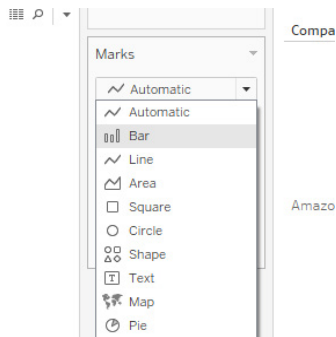 Compa
Marks
Automatic
Automatic
Bar
Line
Area
Square
Circle
Shape
Text
Map
Pie
Amazo